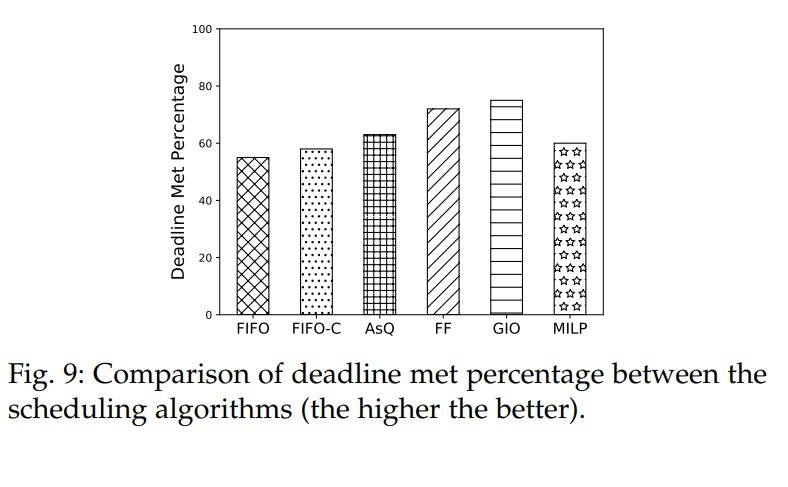 100
80
60
40
20
0
Deadline Met Percentage
FIFO FIFO-C AsQ FF GIO MILP
Fig. 9: Comparison of deadline met percentage between the
scheduling algorithms (the higher the better).